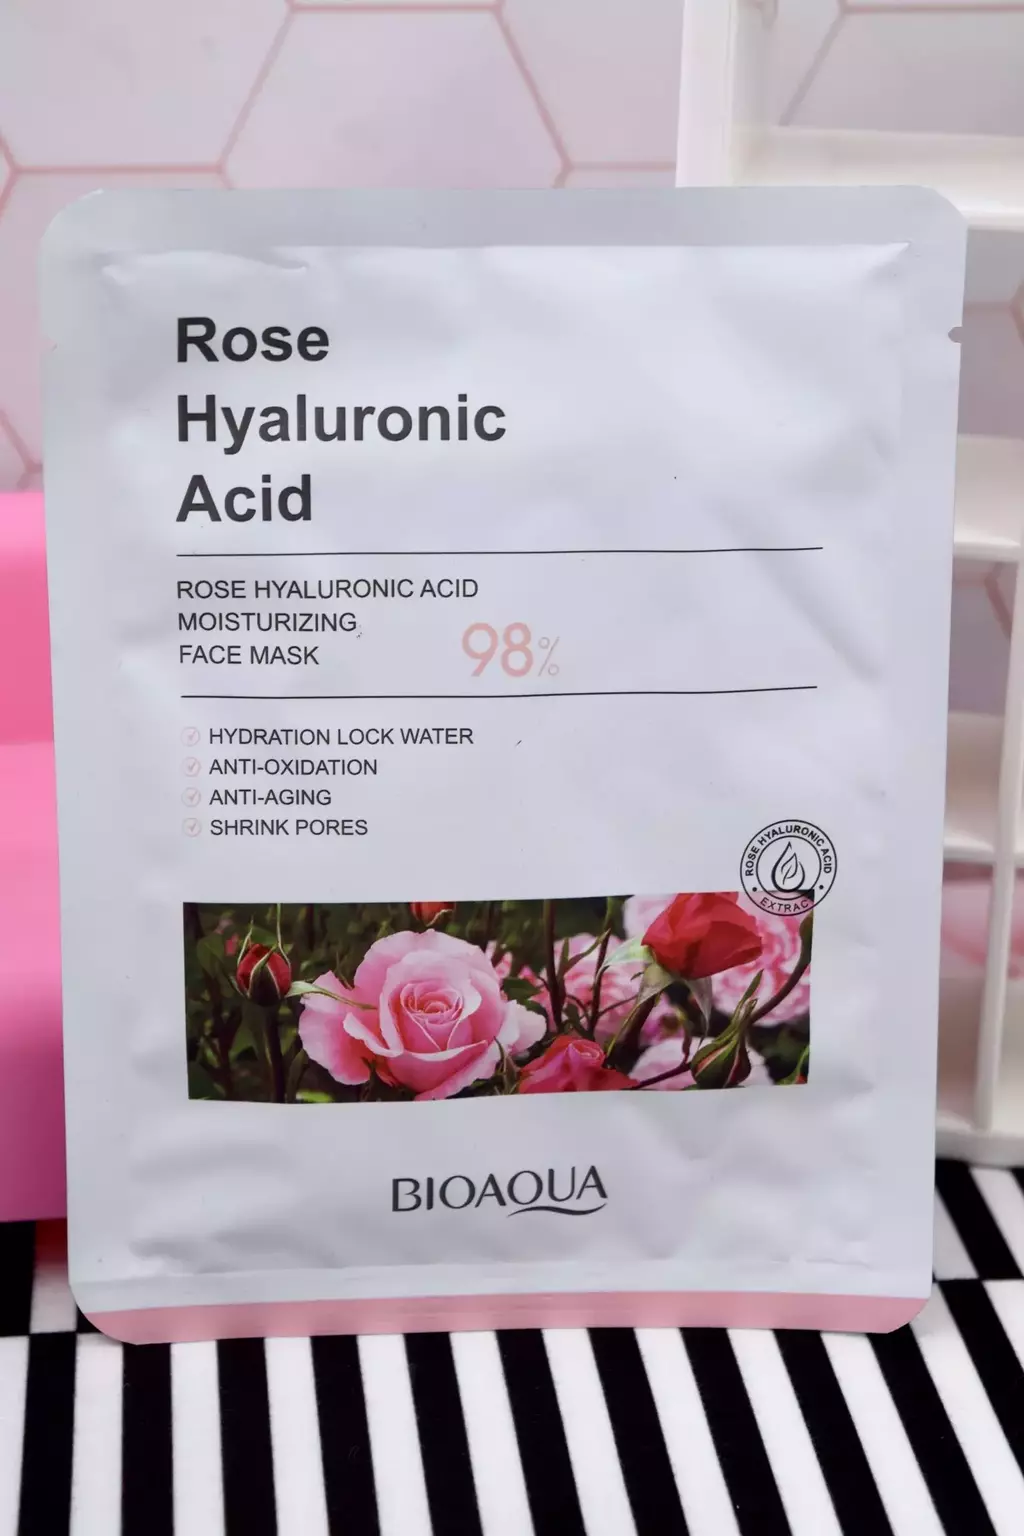 Rose
Hyaluronic
Acid
ROSE HYALURONIC ACID
MOISTURIZING
FACE MASK
98%
HYDRATION LOCK WATER
ANTI-OXIDATION
ANTI-AGING
SHRINK PORES
ROSE HYALURONIC ACID
EXTRACT
BIOAQUA